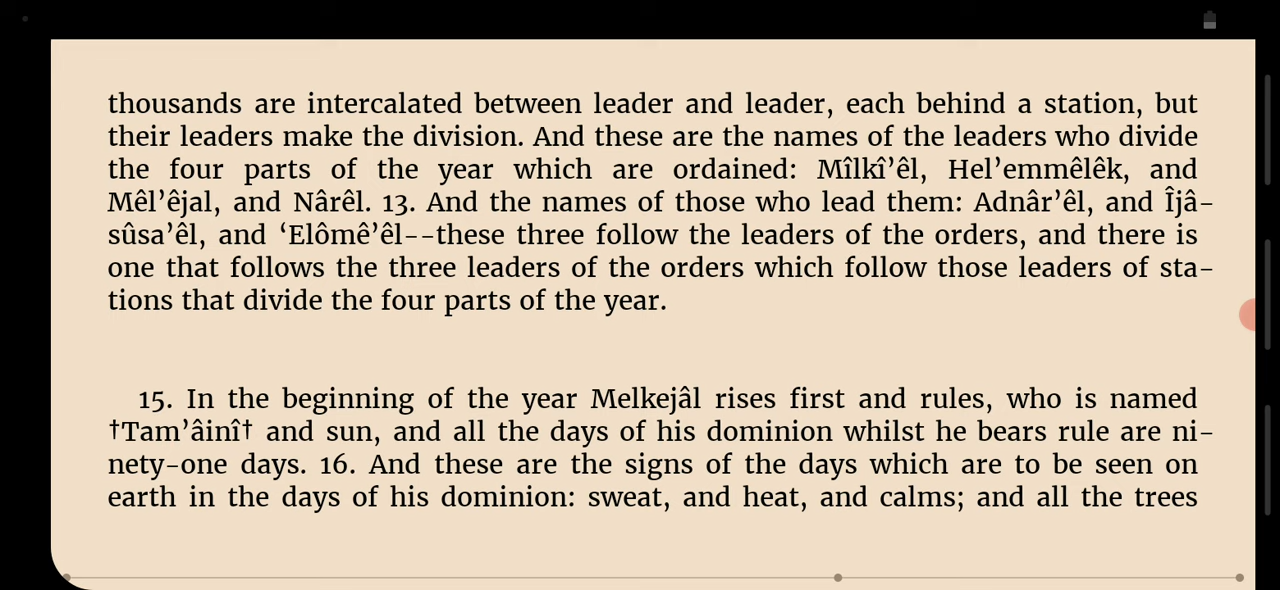 thousands are intercalated between leader and leader, each behind a station, but
their leaders make the division. And these are the names of the leaders who divide
the four parts of the year which are ordained: Mîlkî’êl, Hel’emmêlêk, and
Mêl’êjal, and Nârêl. 13. And the names of those who lead them: Adnâr’êl, and Îjâ-
sûsa’êl, and ‘Elômê’êl--these three follow the leaders of the orders, and there is
one that follows the three leaders of the orders which follow those leaders of sta-
tions that divide the four parts of the year.
15. In the beginning of the year Melkejâl rises first and rules, who is named
†Tam’âinî† and sun, and all the days of his dominion whilst he bears rule are ni-
nety-one days. 16. And these are the signs of the days which are to be seen on
earth in the days of his dominion: sweat, and heat, and calms; and all the trees